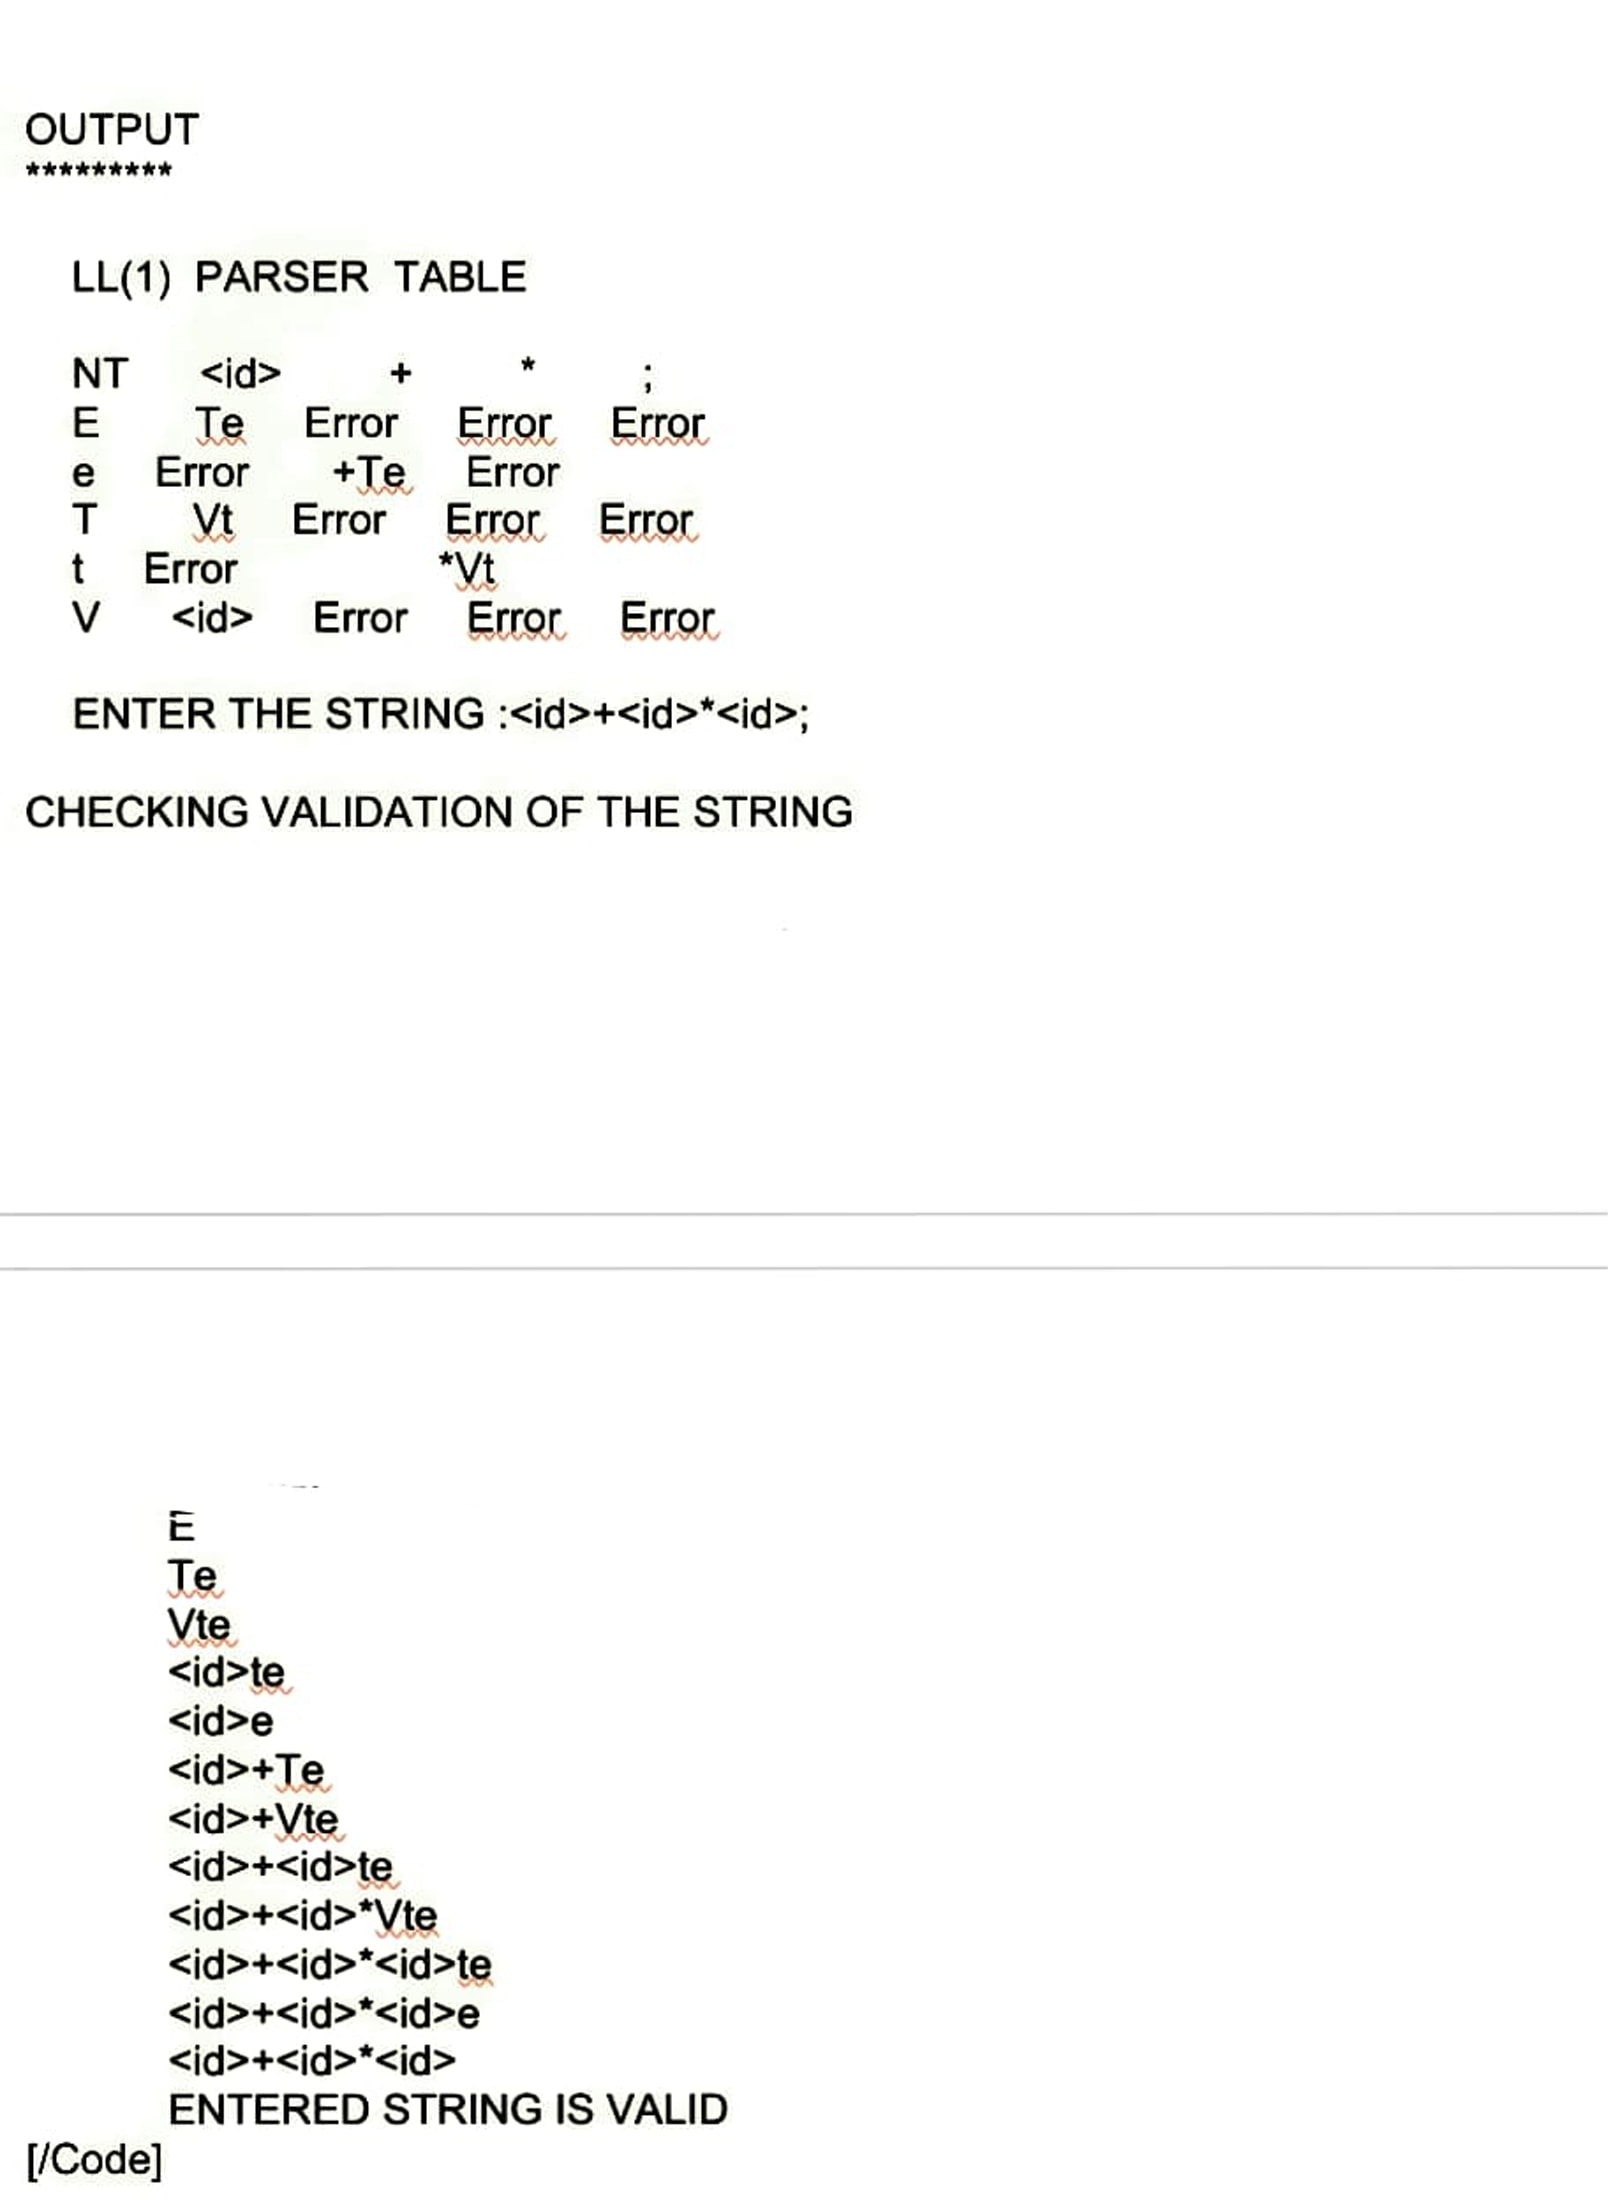 OUTPUT
*********
LL(1) PARSER TABLE
NT <id> + * ;
E Te Error Error Error
e Error +Te Error
T Vt Error Error Error
t Error *Vt
V <id> Error Error Error
ENTER THE STRING :<id>+<id>*<id>;
CHECKING VALIDATION OF THE STRING
E
Te
Vte
<id>te
<id>e
<id>+Te
<id>+Vte
<id>+<id>te
<id>+<id>*Vte
<id>+<id>*<id>te
<id>+<id>*<id>e
<id>+<id>*<id>
ENTERED STRING IS VALID
[/Code]